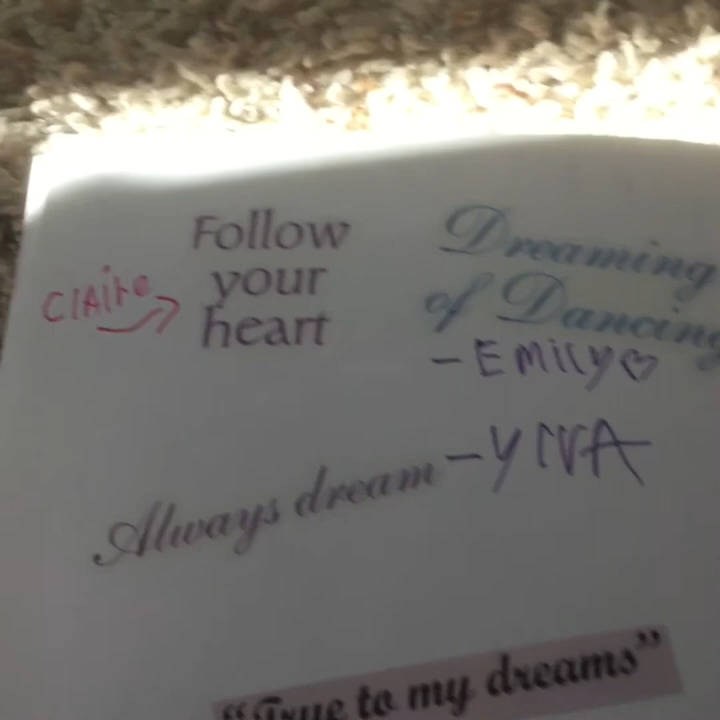 Follow
your
heart
ClAire
Dreaming
of Dancing
- EMilY♡
Always dream - YIVA
“True to my dreams”